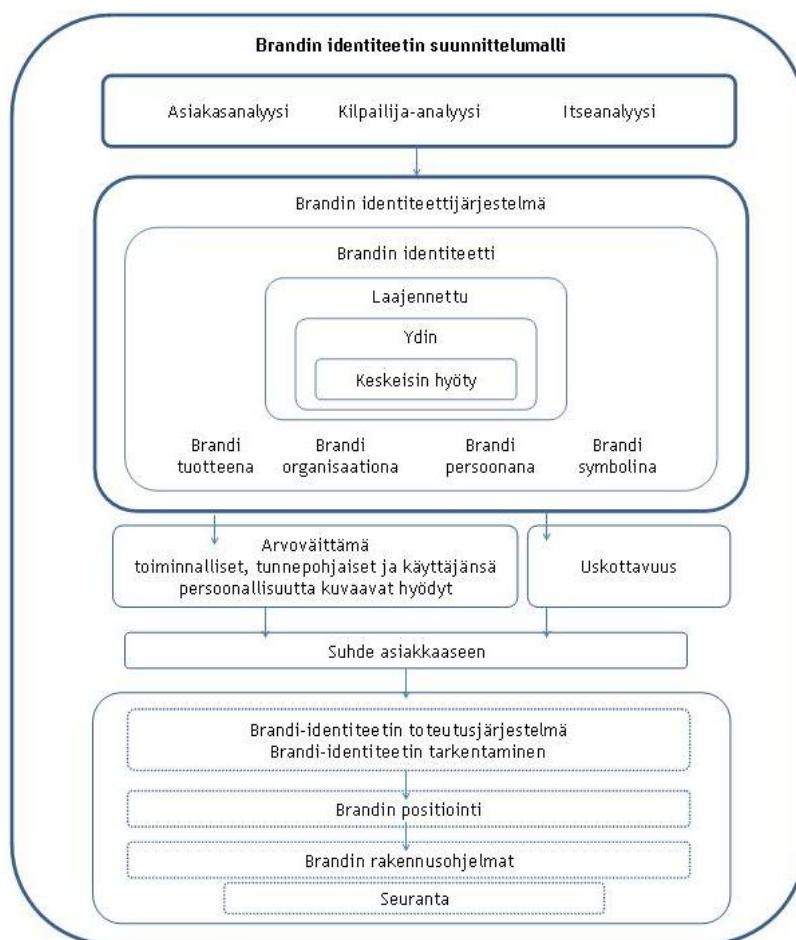 Brandin identiteetin suunnittelumalli
Asiakasanalyysi Kilpailija-analyysi Itseanalyysi
Brandin identiteettijärjestelmä
Brandin identiteetti
Laajennettu
Ydin
Keskeisin hyöty
Brandi tuotteena
Brandi organisaationa
Brandi persoonana
Brandi symbolina
Arvoväittämä
toiminnalliset, tunnepohjaiset ja käyttäjänsä
persoonallisuutta kuvaavat hyödyt
Uskottavuus
Suhde asiakkaaseen
Brandi-identiteetin toteutusjärjestelmä
Brandi-identiteetin tarkentaminen
Brandin positiointi
Brandin rakennusohjelmat
Seuranta